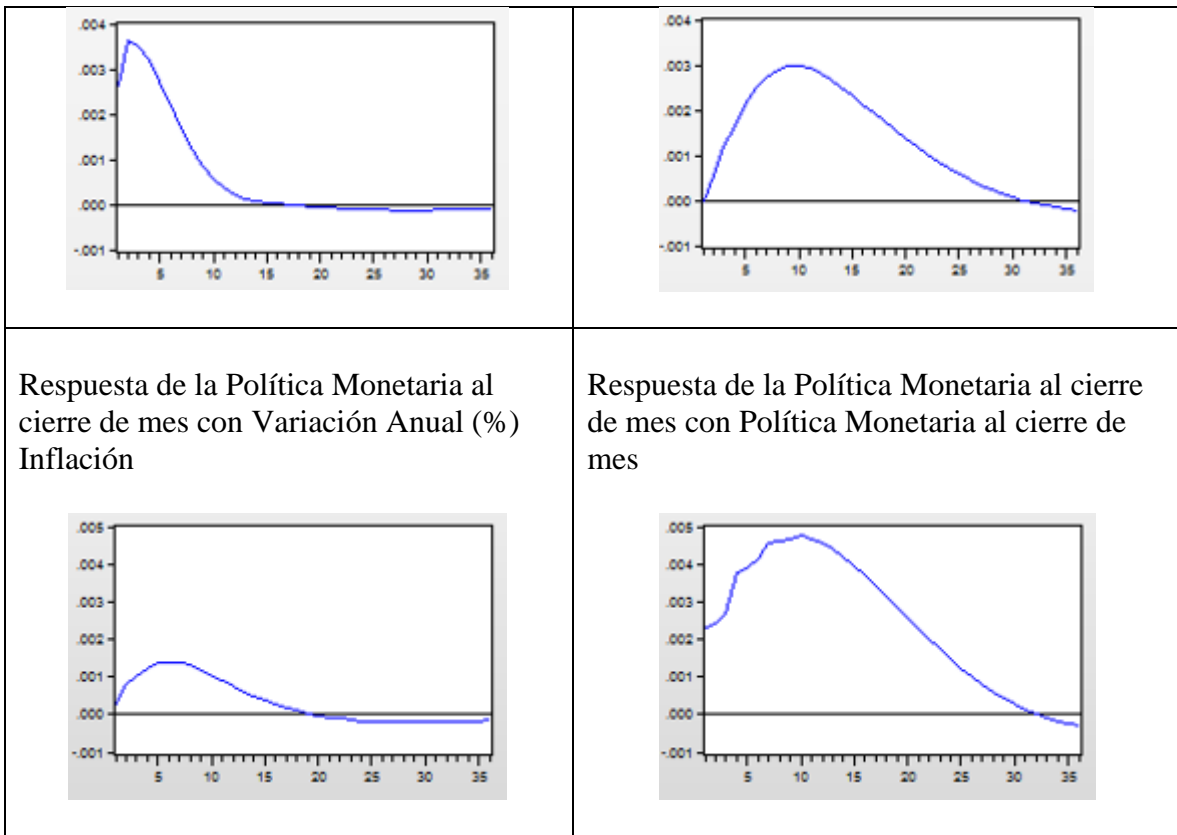 .004
.003
.002
.001
.000
-.001
5 10 15 20 25 30 35
.004
.003
.002
.001
.000
-.001
5 10 15 20 25 30 35
Respuesta de la Política Monetaria al
cierre de mes con Variación Anual (%)
Inflación
.005
.004
.003
.002
.001
.000
-.001
5 10 15 20 25 30 35
Respuesta de la Política Monetaria al cierre
de mes con Política Monetaria al cierre de
mes
.005
.004
.003
.002
.001
.000
-.001
5 10 15 20 25 30 35